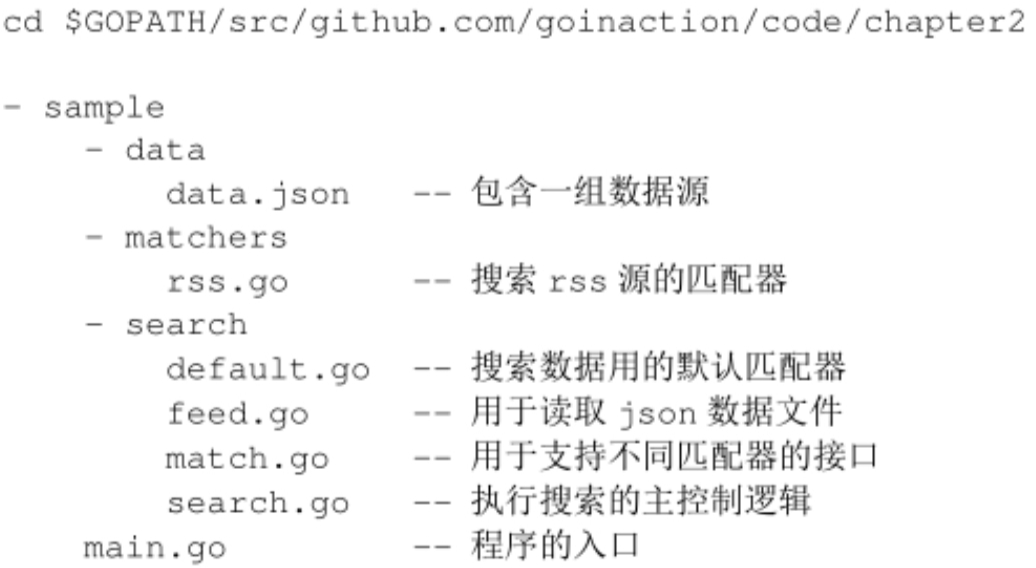 cd $GOPATH/src/github.com/goinaction/code/chapter2
- sample
- data
data.json -- 包含一组数据源
- matchers
rss.go -- 搜索 rss 源的匹配器
- search
default.go -- 搜索数据用的默认匹配器
feed.go -- 用于读取 json 数据文件
match.go -- 用于支持不同匹配器的接口
search.go -- 执行搜索的主控制逻辑
main.go -- 程序的入口